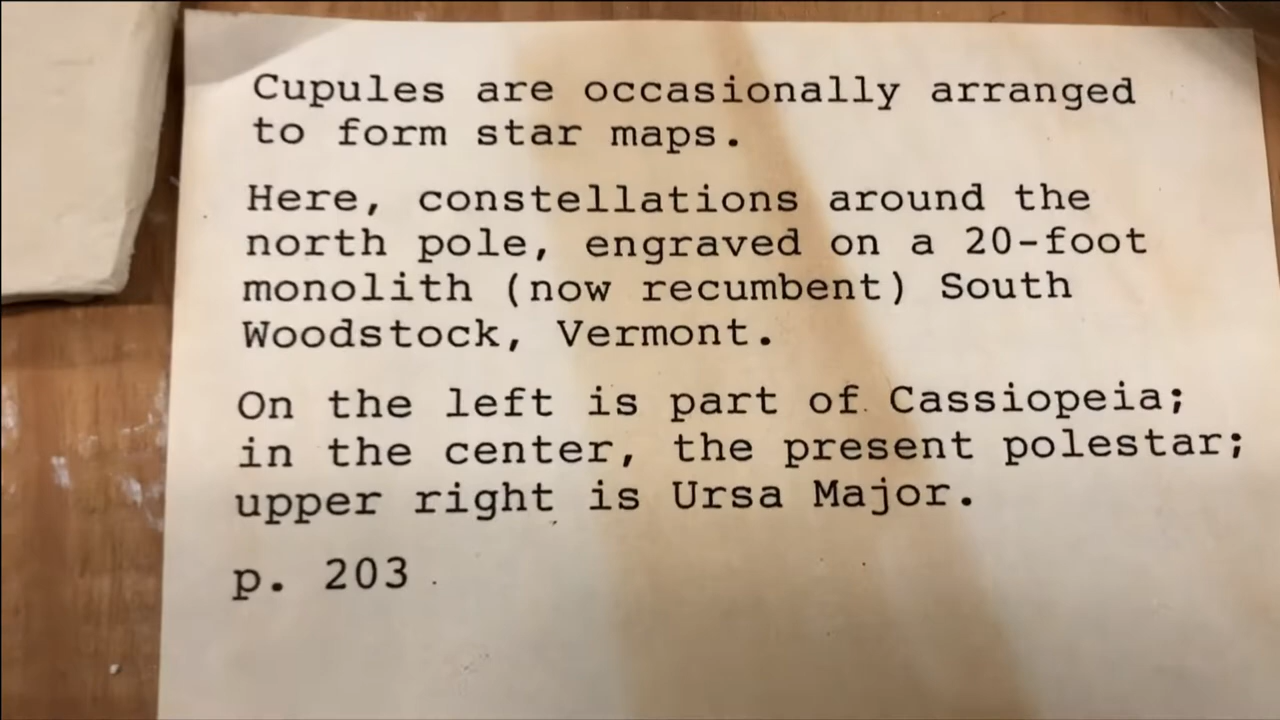 Cupules are occasionally arranged
to form star maps.
Here, constellations around the
north pole, engraved on a 20-foot
monolith (now recumbent) South
Woodstock, Vermont.
On the left is part of Cassiopeia;
in the center, the present polestar;
upper right is Ursa Major.
p. 203